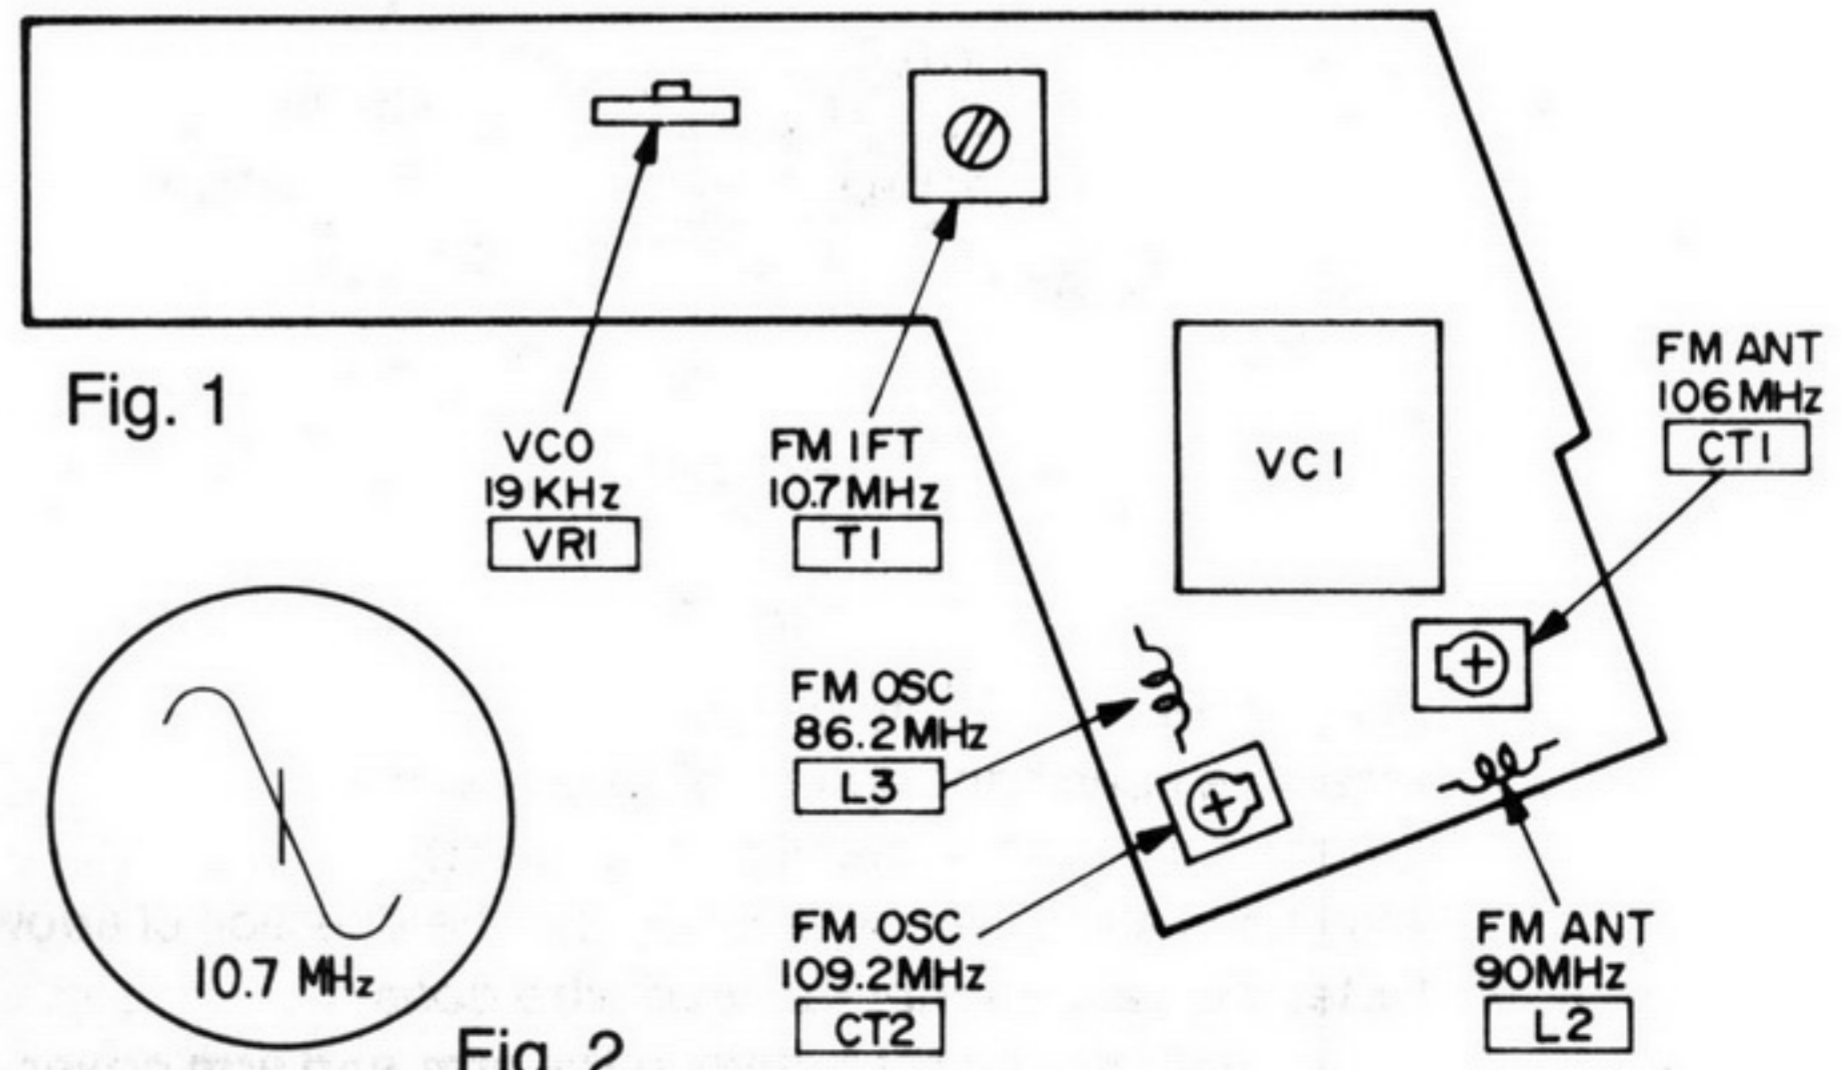 Fig. 1
VCO
19 KHz
VR1
FM IFT
10.7 MHz
T1
VC1
FM ANT
106 MHz
CT1
FM OSC
86.2 MHz
L3
FM OSC
109.2 MHz
CT2
FM ANT
90 MHz
L2
10.7 MHz
Fig. 2